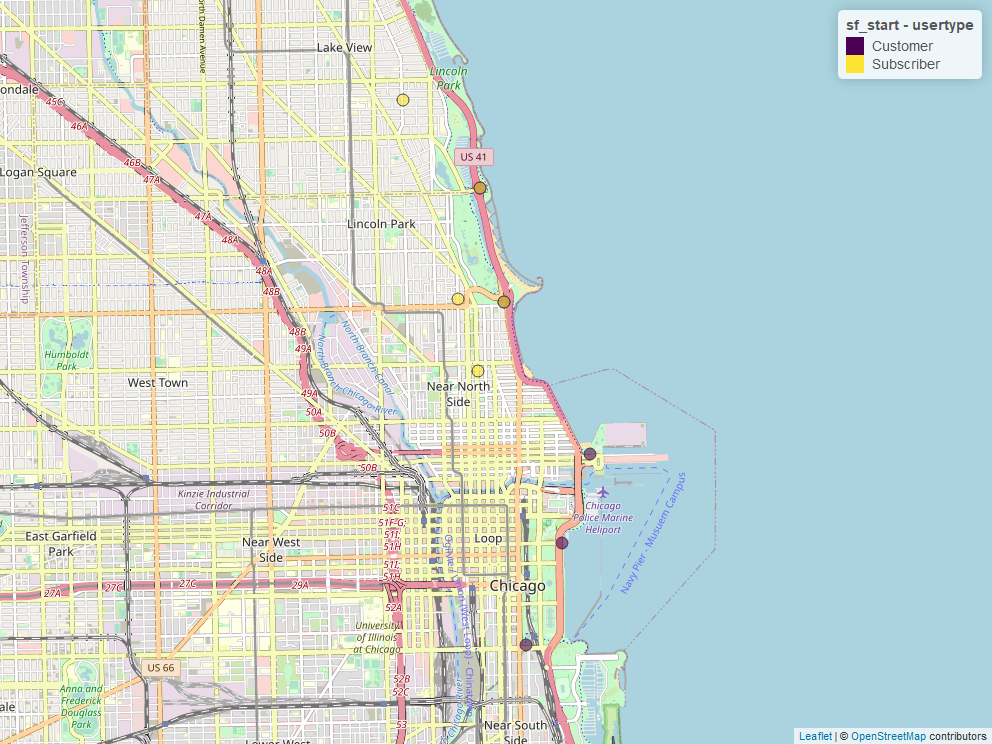 sf_start - usertype
Customer
Subscriber
North Damen Avenue
Lake View
Lincoln
Park
ondale
45C
46A
US 41
46B
Logan Square
47A
47A
Jefferson Township
Lincoln Park
48A
48A
48B
48B
North Branch Canal
North Branch Chicago River
49A
Humboldt
Park
West Town
49A
Near North
Side
50A
50B
50B
Kinzie Industrial
Corridor
Chicago
Police Marine
Heliport
Navy Pier - Musuem Campus
51C
51F-G
51I
51H
East Garfield
Park
Near West
Side
Loop
51I
51H
27C
27C
29A
27A
Chicago
52A
University
of Illinois
at Chicago
US 66
52B
52C
Anna and
Frederick
Douglass
Park
Chicago River
ale
53
Near South
Side
Lower West
Leaflet | © OpenStreetMap contributors